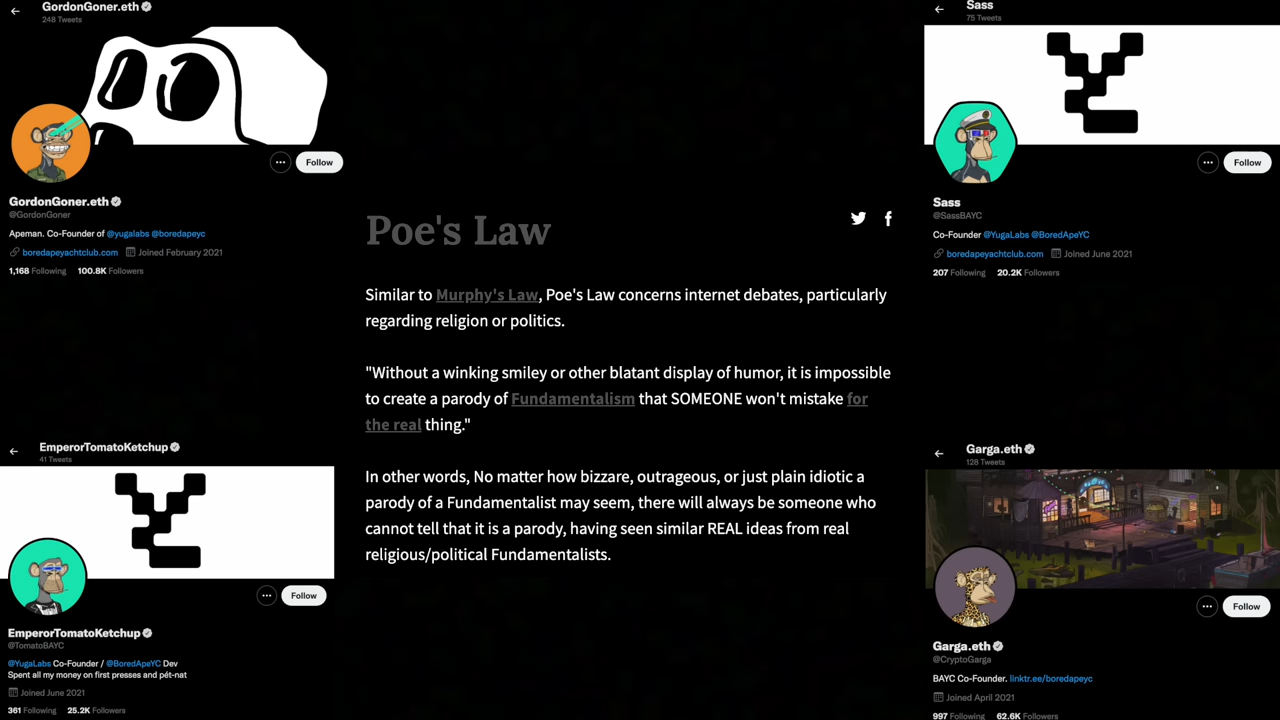 GordonGoner.eth
248 Tweets
Follow
GordonGoner.eth
@GordonGoner
Apeman. Co-Founder of @yugalabs @boredapeyc
boredapeyachtclub.com Joined February 2021
1,168 Following 100.8K Followers
Sass
75 Tweets
Follow
Sass
@SassBAYC
Co-Founder @YugaLabs @BoredApeYC
boredapeyachtclub.com Joined June 2021
207 Following 20.2K Followers
Poe's Law
Similar to Murphy's Law, Poe's Law concerns internet debates, particularly
regarding religion or politics.
"Without a winking smiley or other blatant display of humor, it is impossible
to create a parody of Fundamentalism that SOMEONE won't mistake for
the real thing."
In other words, No matter how bizzare, outrageous, or just plain idiotic a
parody of a Fundamentalist may seem, there will always be someone who
cannot tell that it is a parody, having seen similar REAL ideas from real
religious/political Fundamentalists.
EmperorTomatoKetchup
41 Tweets
Follow
EmperorTomatoKetchup
@TomatoBAYC
@YugaLabs Co-Founder / @BoredApeYC Dev
Spent all my money on first presses and pét-nat
Joined June 2021
361 Following 25.2K Followers
Garga.eth
128 Tweets
Follow
Garga.eth
@CryptoGarga
BAYC Co-Founder. linktr.ee/boredapeyc
Joined April 2021
997 Following 62.6K Followers